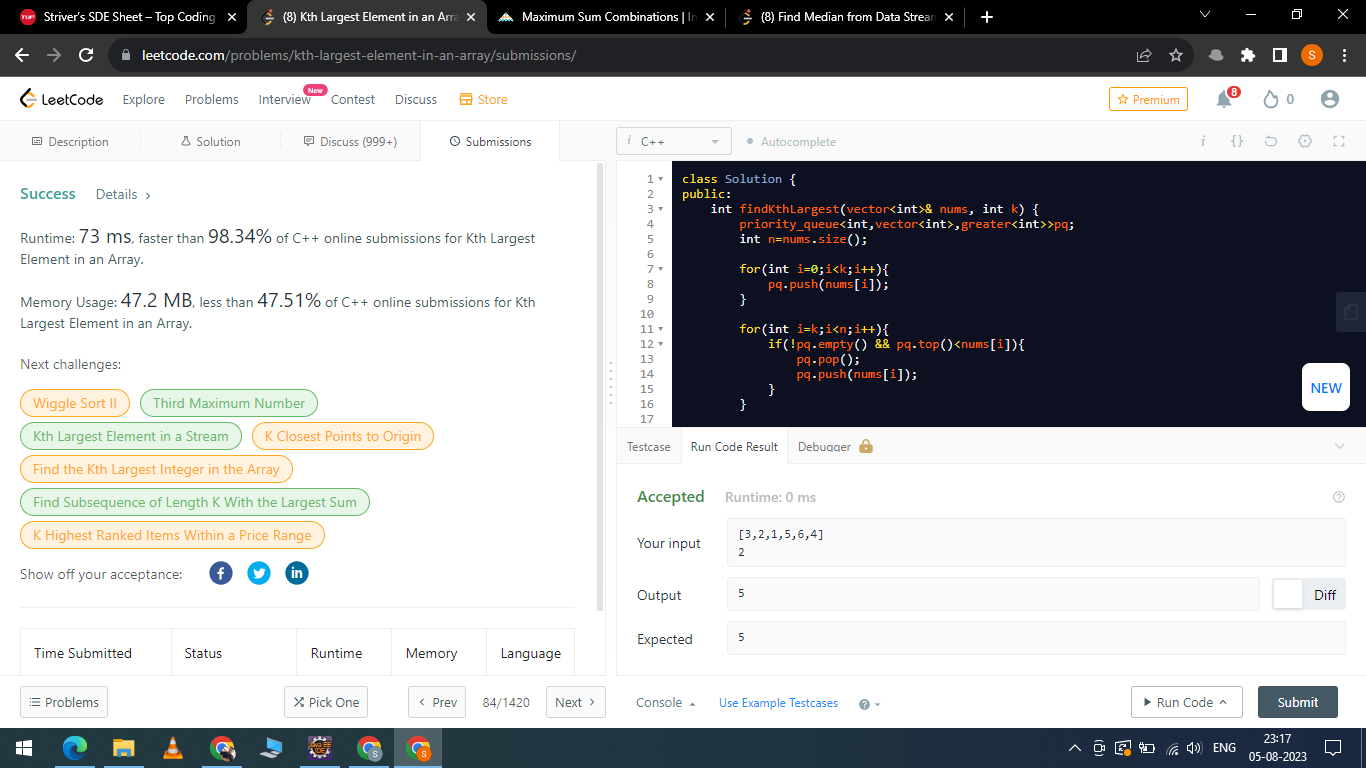 Striver's SDE Sheet – Top Coding
(8) Kth Largest Element in an Arra
Maximum Sum Combinations | In
(8) Find Median from Data Strean
leetcode.com/problems/kth-largest-element-in-an-array/submissions/
S
LeetCode
Explore
Problems
Interview
New
Contest
Discuss
Store
Premium
8
0
Description
Solution
Discuss (999+)
Submissions
i C++
Autocomplete
i
{}
Success
Details >
Runtime: 73 ms, faster than 98.34% of C++ online submissions for Kth Largest
Element in an Array.
Memory Usage: 47.2 MB, less than 47.51% of C++ online submissions for Kth
Largest Element in an Array.
Next challenges:
Wiggle Sort II
Third Maximum Number
Kth Largest Element in a Stream
K Closest Points to Origin
Find the Kth Largest Integer in the Array
Find Subsequence of Length K With the Largest Sum
K Highest Ranked Items Within a Price Range
Show off your acceptance:
Time Submitted
Status
Runtime
Memory
Language
Problems
Pick One
Prev
84/1420
Next
1 class Solution {
2 public:
3 int findKthLargest(vector<int>& nums, int k) {
4 priority_queue<int,vector<int>,greater<int>>pq;
5 int n=nums.size();
6
7 for(int i=0;i<k;i++){
8 pq.push(nums[i]);
9 }
10
11 for(int i=k;i<n;i++){
12 if(!pq.empty() && pq.top()<nums[i]){
13 pq.pop();
14 pq.push(nums[i]);
15 }
16 }
17
NEW
Testcase
Run Code Result
Debugger
Accepted
Runtime: 0 ms
Your input
[3,2,1,5,6,4]
2
Output
5
Diff
Expected
5
Console
Use Example Testcases
Run Code
Submit
ENG
23:17
05-08-2023